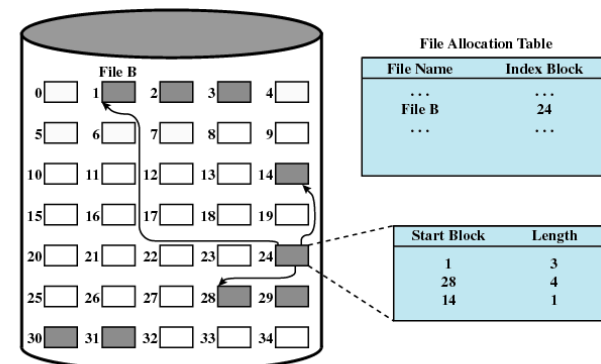 File Allocation Table
File Name Index Block
... ...
File B 24
... ...
File B
0 1 2 3 4
5 6 7 8 9
10 11 12 13 14
15 16 17 18 19
20 21 22 23 24
25 26 27 28 29
30 31 32 33 34
Start Block Length
1 3
28 4
14 1